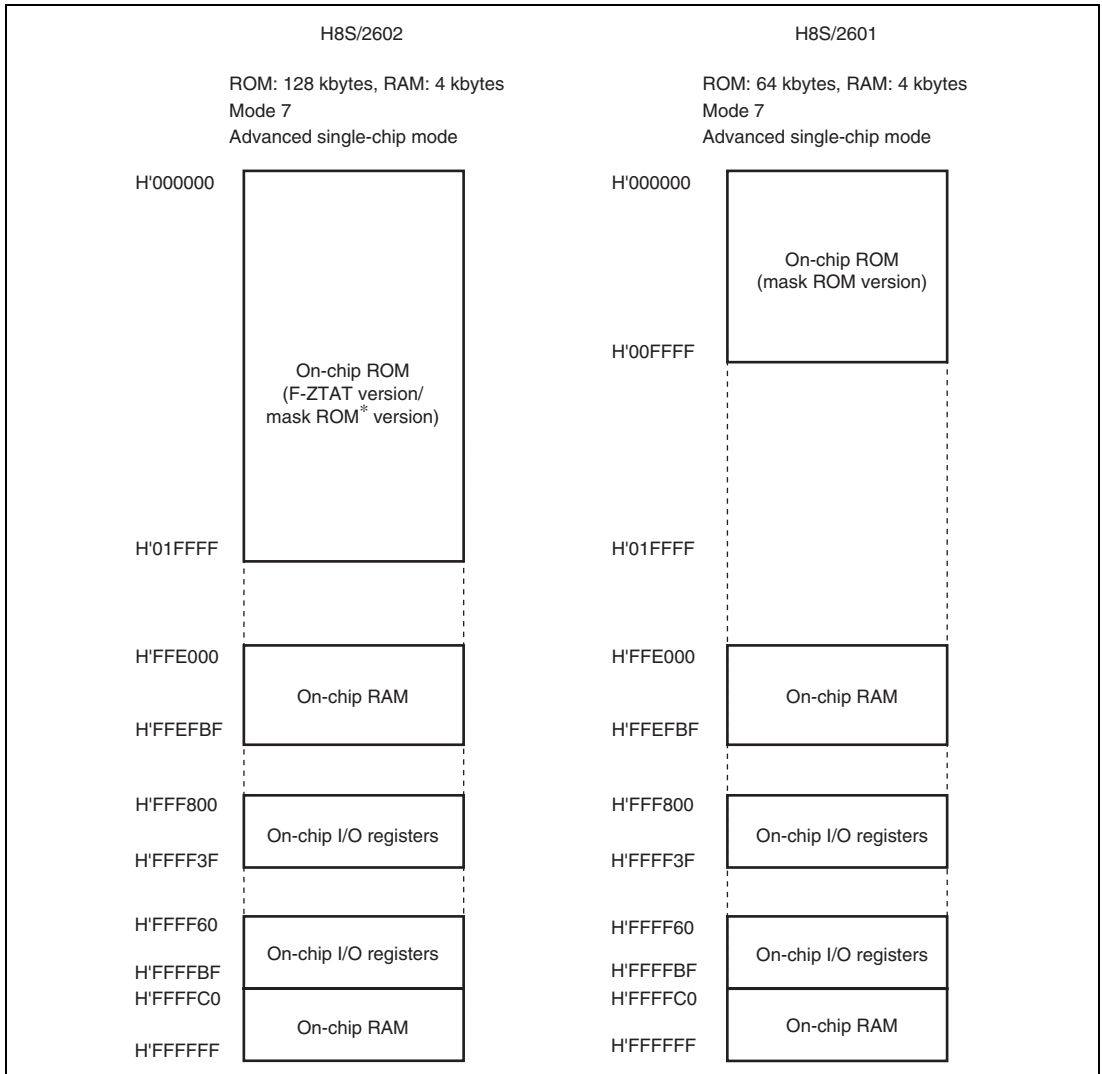 H8S/2602
ROM: 128 kbytes, RAM: 4 kbytes
Mode 7
Advanced single-chip mode
H'000000
On-chip ROM
(F-ZTAT version/
mask ROM* version)
H'01FFFF
H'FFE000
On-chip RAM
H'FFEFBF
H'FFF800
On-chip I/O registers
H'FFFF3F
H'FFFF60
On-chip I/O registers
H'FFFFBF
H'FFFFC0
On-chip RAM
H'FFFFFF
H8S/2601
ROM: 64 kbytes, RAM: 4 kbytes
Mode 7
Advanced single-chip mode
H'000000
On-chip ROM
(mask ROM version)
H'00FFFF
H'01FFFF
H'FFE000
On-chip RAM
H'FFEFBF
H'FFF800
On-chip I/O registers
H'FFFF3F
H'FFFF60
On-chip I/O registers
H'FFFFBF
H'FFFFC0
On-chip RAM
H'FFFFFF